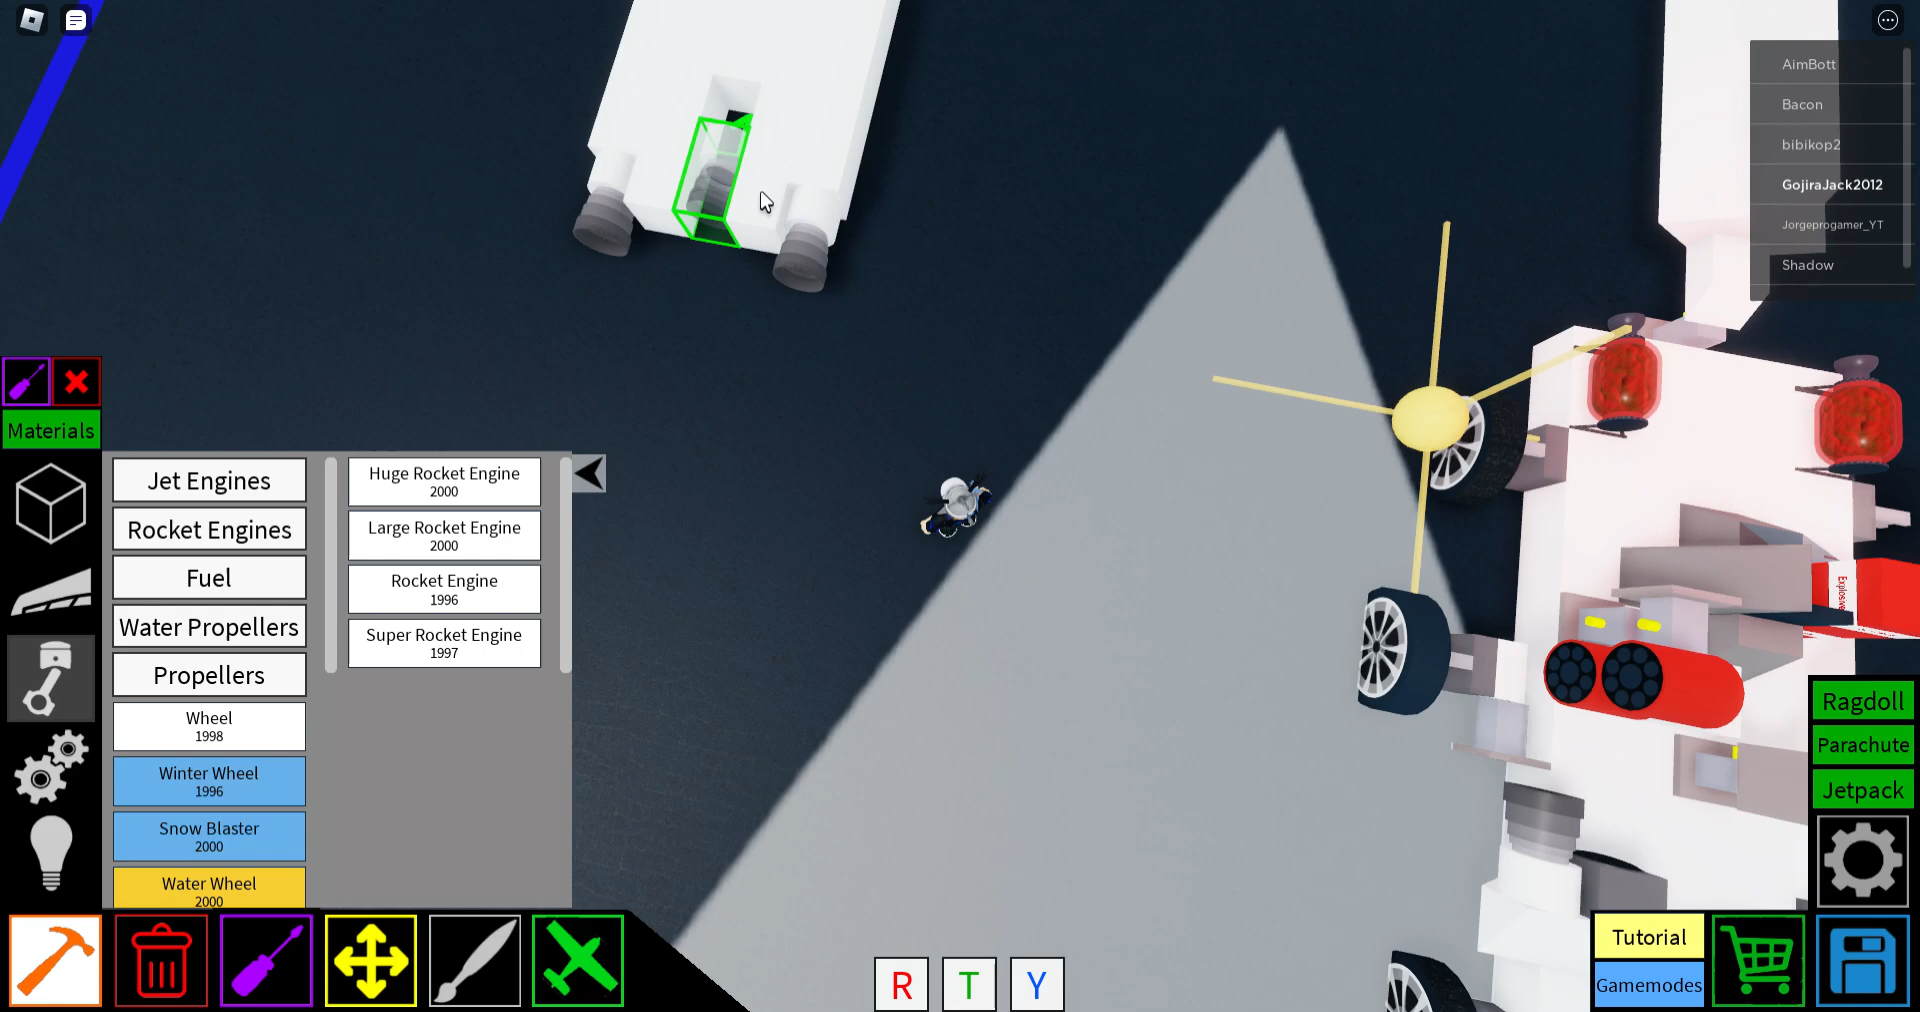 AimBott
Bacon
bibikop2
GojiraJack2012
Jorgeprogamer_YT
Shadow
Materials
Jet Engines
Rocket Engines
Fuel
Water Propellers
Propellers
Wheel
1998
Winter Wheel
1996
Snow Blaster
2000
Water Wheel
2000
Huge Rocket Engine
2000
Large Rocket Engine
2000
Rocket Engine
1996
Super Rocket Engine
1997
Explosive
Ragdoll
Parachute
Jetpack
Tutorial
Gamemodes
R T Y